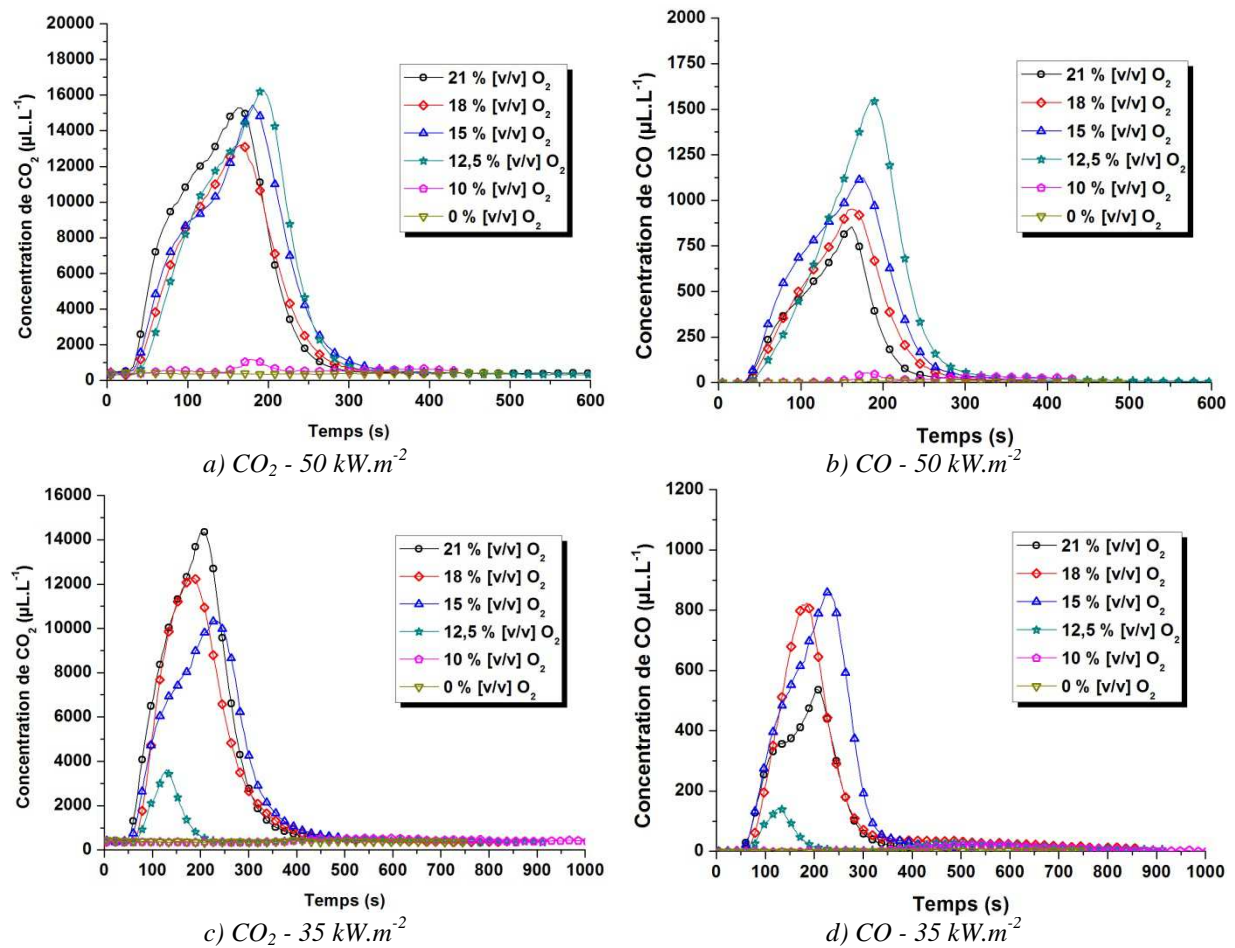 20000
18000
16000
14000
12000
10000
8000
6000
4000
2000
0
Concentration de CO₂ (µL.L⁻¹)
21 % [v/v] O₂
18 % [v/v] O₂
15 % [v/v] O₂
12,5 % [v/v] O₂
10 % [v/v] O₂
0 % [v/v] O₂
0 100 200 300 400 500 600
Temps (s)
a) CO₂ - 50 kW.m⁻²
2000
1750
1500
1250
1000
750
500
250
0
Concentration de CO (µL.L⁻¹)
21 % [v/v] O₂
18 % [v/v] O₂
15 % [v/v] O₂
12,5 % [v/v] O₂
10 % [v/v] O₂
0 % [v/v] O₂
0 100 200 300 400 500 600
Temps (s)
b) CO - 50 kW.m⁻²
16000
14000
12000
10000
8000
6000
4000
2000
0
Concentration de CO₂ (µL.L⁻¹)
21 % [v/v] O₂
18 % [v/v] O₂
15 % [v/v] O₂
12,5 % [v/v] O₂
10 % [v/v] O₂
0 % [v/v] O₂
0 100 200 300 400 500 600 700 800 900 1000
Temps (s)
c) CO₂ - 35 kW.m⁻²
1200
1000
800
600
400
200
0
Concentration de CO (µL.L⁻¹)
21 % [v/v] O₂
18 % [v/v] O₂
15 % [v/v] O₂
12,5 % [v/v] O₂
10 % [v/v] O₂
0 % [v/v] O₂
0 100 200 300 400 500 600 700 800 900 1000
Temps (s)
d) CO - 35 kW.m⁻²